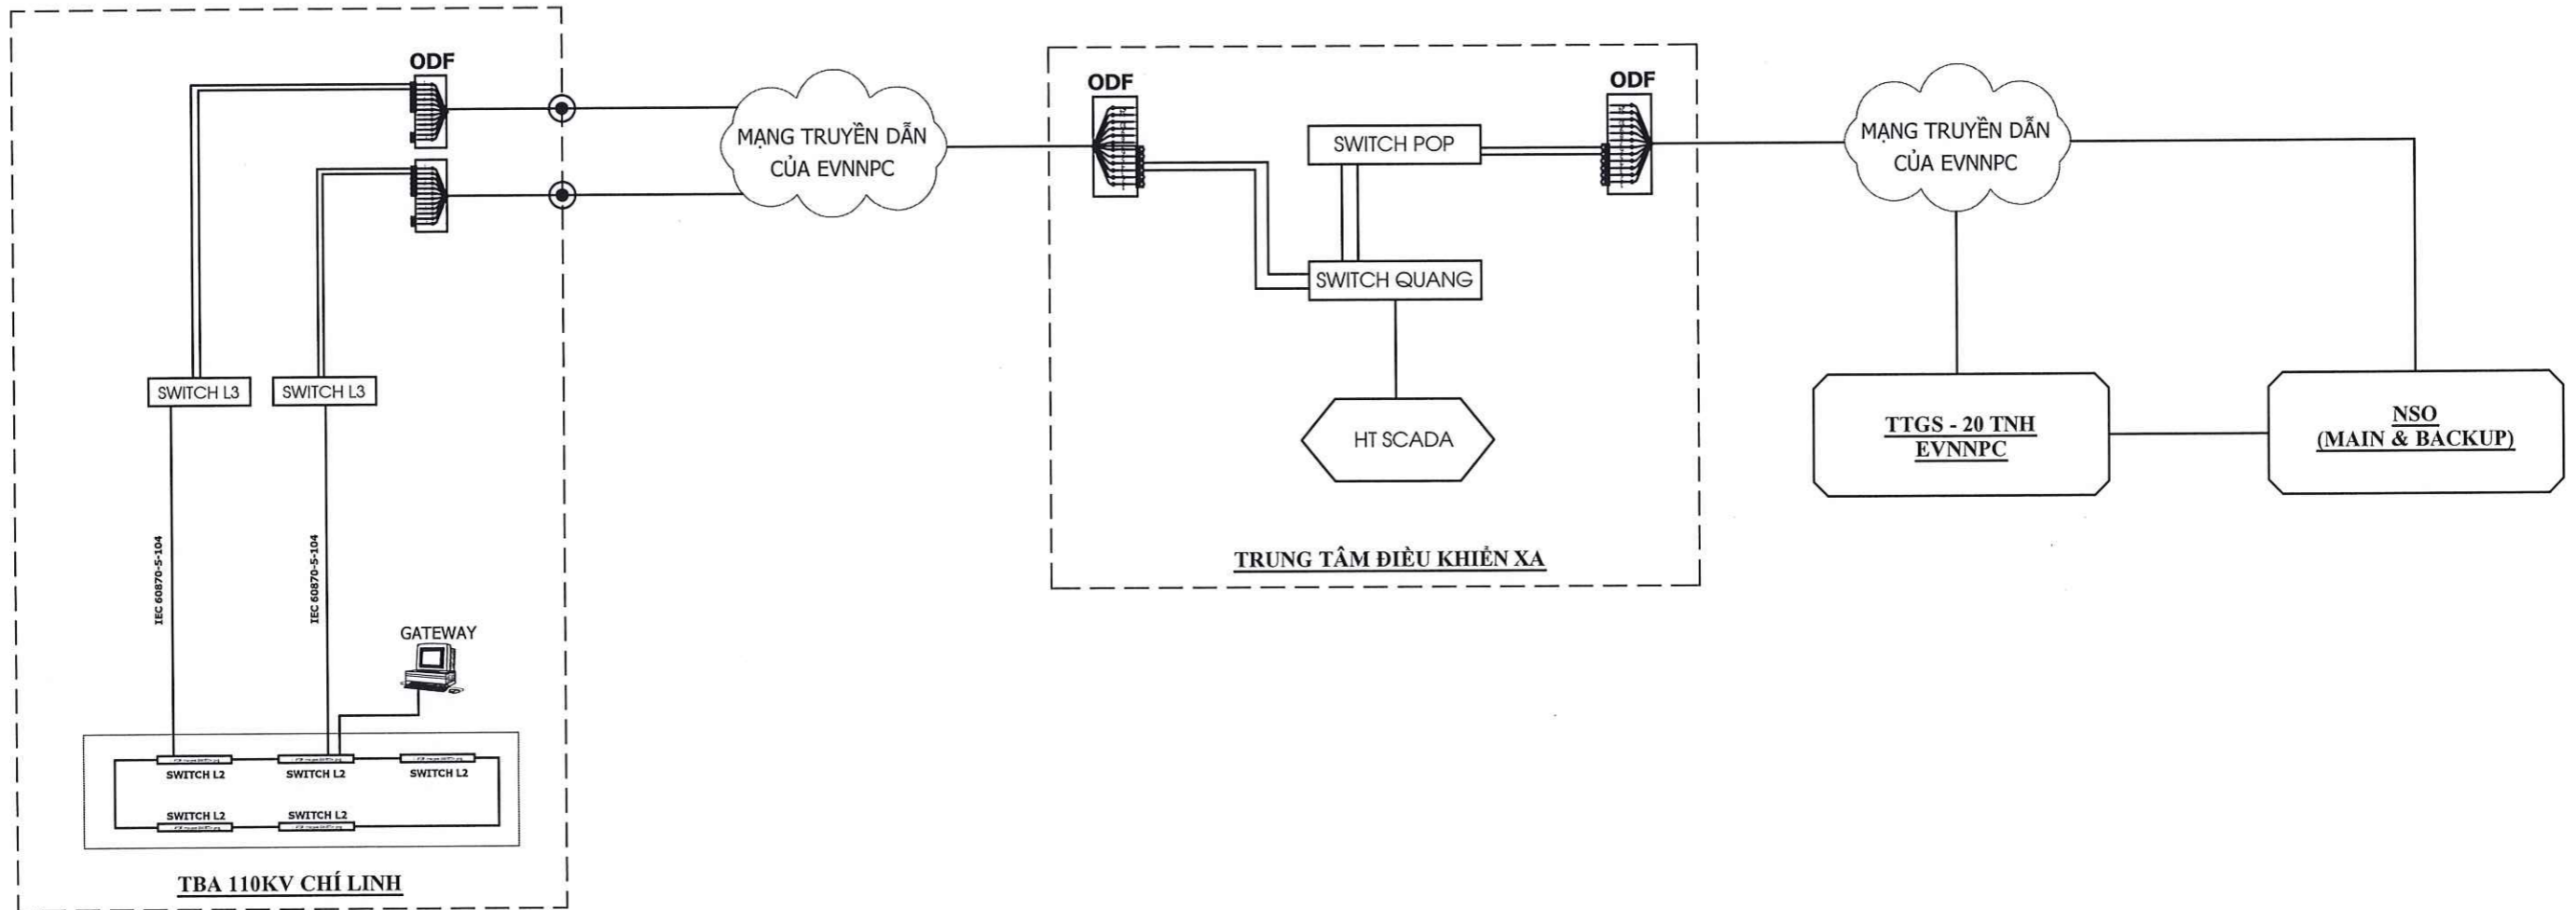 ODF
SWITCH L3
SWITCH L3
IEC 60870-5-104
IEC 60870-5-104
GATEWAY
SWITCH L2
SWITCH L2
SWITCH L2
SWITCH L2
SWITCH L2
TBA 110KV CHÍ LINH
MẠNG TRUYỀN DẪN
CỦA EVNNPC
ODF
ODF
SWITCH POP
SWITCH QUANG
HT SCADA
TRUNG TÂM ĐIỀU KHIỂN XA
MẠNG TRUYỀN DẪN
CỦA EVNNPC
TTGS - 20 TNH
EVNNPC
NSO
(MAIN & BACKUP)